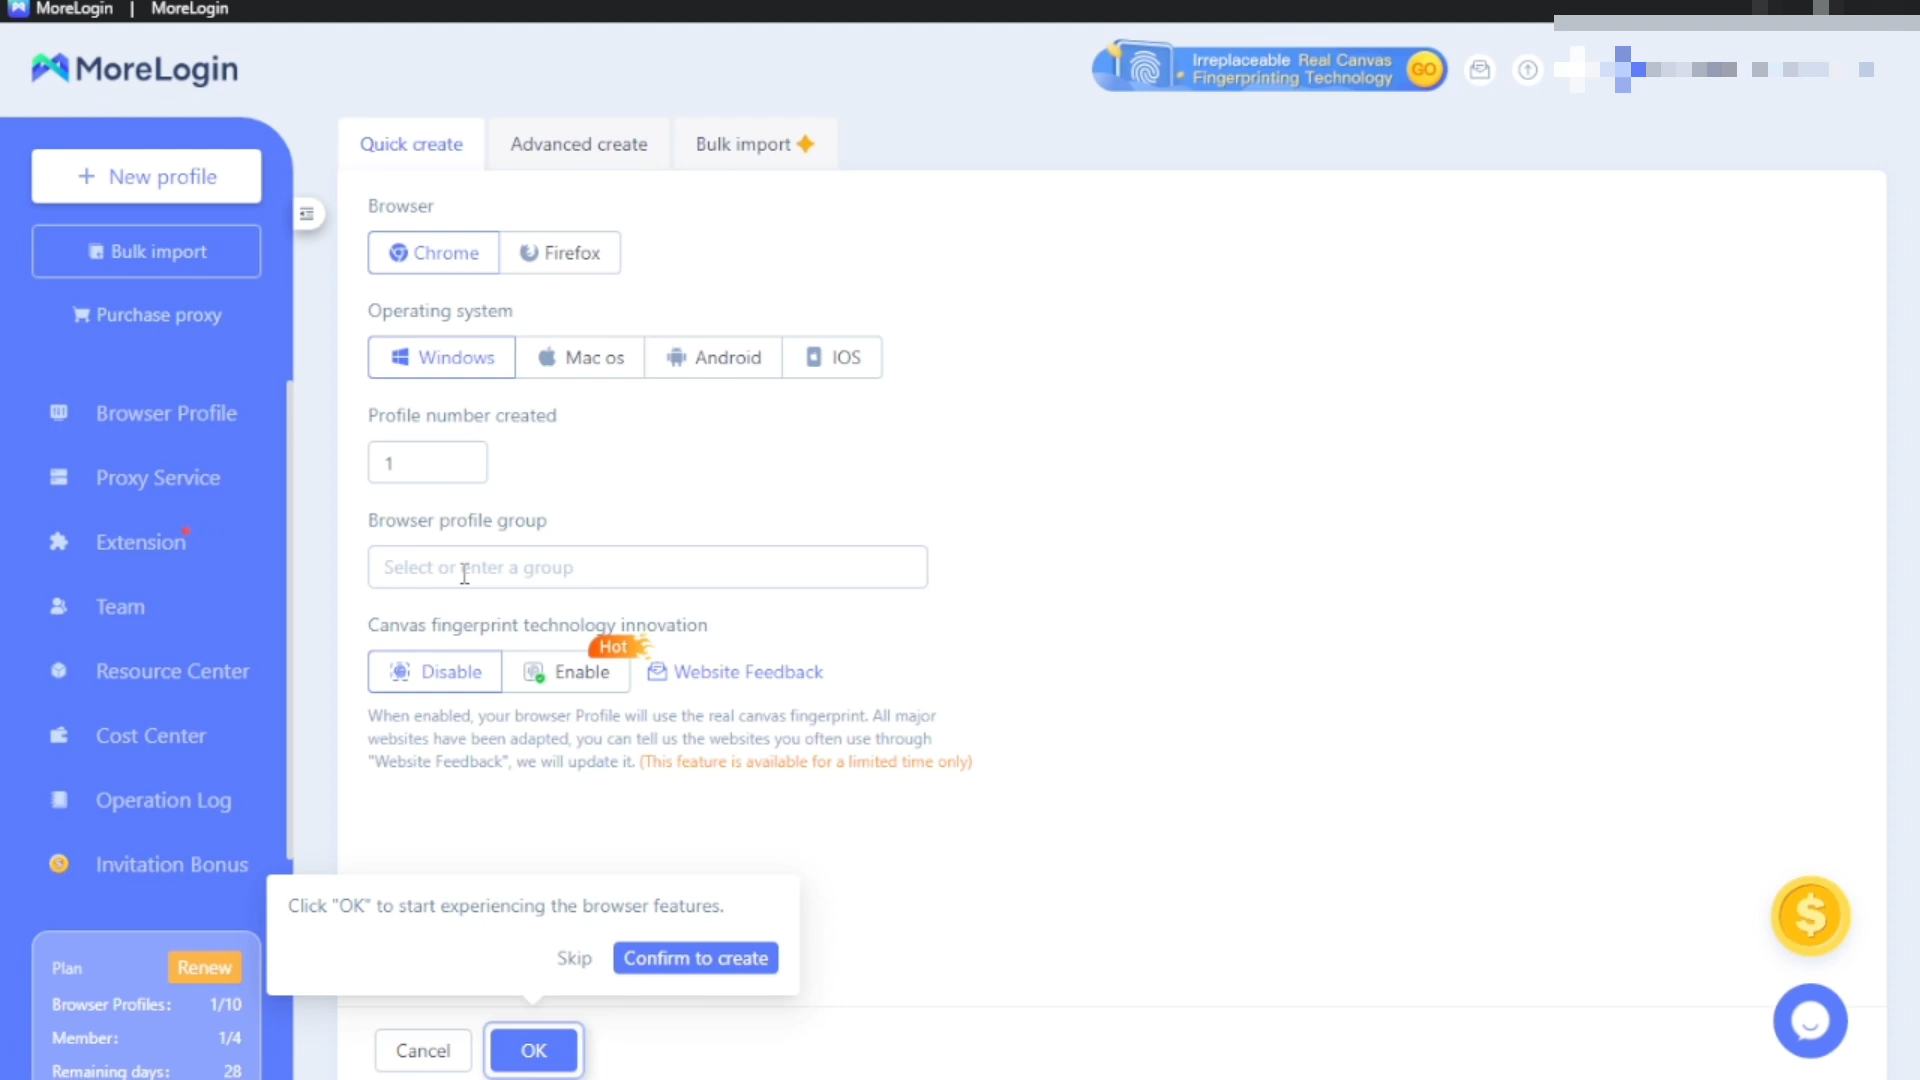 MoreLogin | MoreLogin
MoreLogin
Irreplaceable Real Canvas
Fingerprinting Technology
GO
New profile
Bulk import
Purchase proxy
Browser Profile
Proxy Service
Extension
Team
Resource Center
Cost Center
Operation Log
Invitation Bonus
Plan
Renew
Browser Profiles: 1/10
Member: 1/4
Remaining days: 28
Quick create
Advanced create
Bulk import
Browser
Chrome
Firefox
Operating system
Windows
Mac os
Android
IOS
Profile number created
1
Browser profile group
Select or enter a group
Canvas fingerprint technology innovation
Hot
Disable
Enable
Website Feedback
When enabled, your browser Profile will use the real canvas fingerprint. All major
websites have been adapted, you can tell us the websites you often use through
"Website Feedback", we will update it. (This feature is available for a limited time only)
Click "OK" to start experiencing the browser features.
Skip
Confirm to create
Cancel
OK